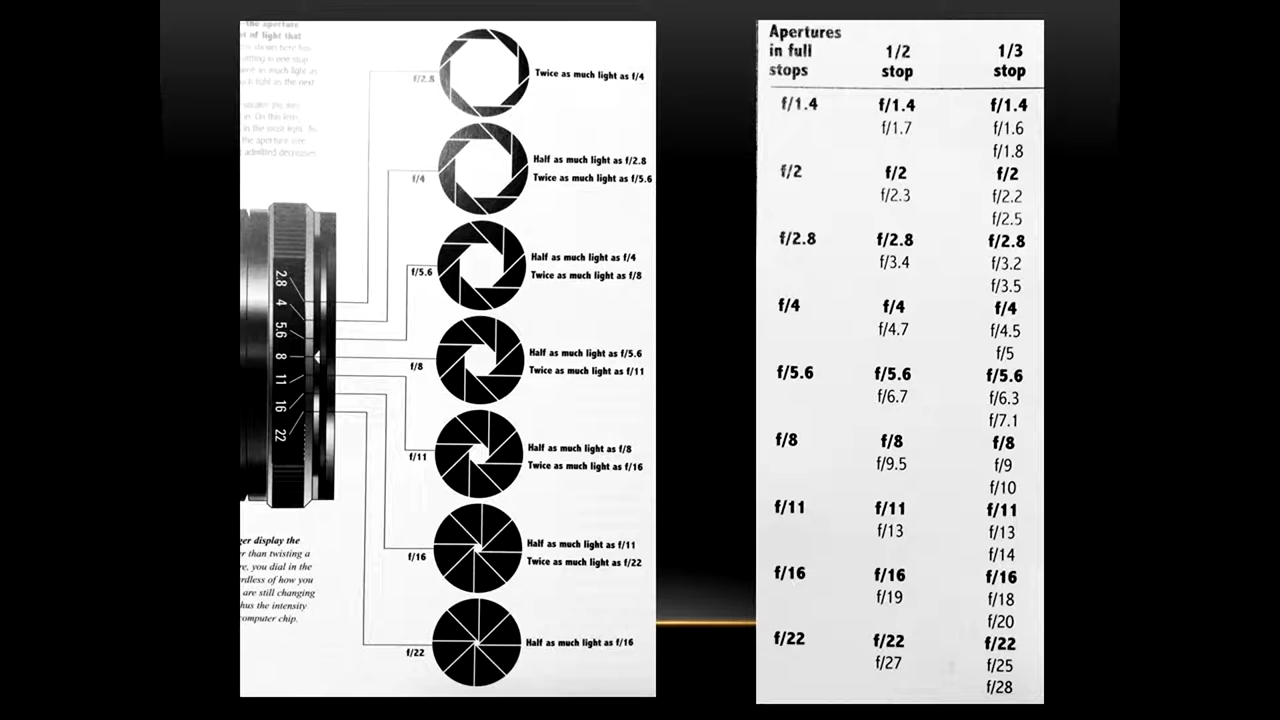 -the aperture
nt of light that
shown here has
etting is one stop
as much light as
light as the next
smaller the
in. On this lens,
in the most light. As
the aperture size
admitted decreases
f/2.8
Twice as much light as f/4
f/4
Half as much light as f/2.8
Twice as much light as f/5.6
f/5.6
Half as much light as f/4
Twice as much light as f/8
f/8
Half as much light as f/5.6
Twice as much light as f/11
f/11
Half as much light as f/8
Twice as much light as f/16
f/16
Half as much light as f/11
Twice as much light as f/22
f/22
Half as much light as f/16
2.8
4
5.6
8
11
16
22
ger display the
er than twisting a
re, you dial in the
rdless of how you
are still changing
hus the intensity
computer chip.
Apertures
in full 1/2 1/3
stops stop stop
f/1.4 f/1.4 f/1.4
f/1.7 f/1.6
f/1.8
f/2 f/2 f/2
f/2.3 f/2.2
f/2.5
f/2.8 f/2.8 f/2.8
f/3.4 f/3.2
f/3.5
f/4 f/4 f/4
f/4.7 f/4.5
f/5
f/5.6 f/5.6 f/5.6
f/6.7 f/6.3
f/7.1
f/8 f/8 f/8
f/9.5 f/9
f/10
f/11 f/11 f/11
f/13 f/13
f/14
f/16 f/16 f/16
f/19 f/18
f/20
f/22 f/22 f/22
f/27 f/25
f/28